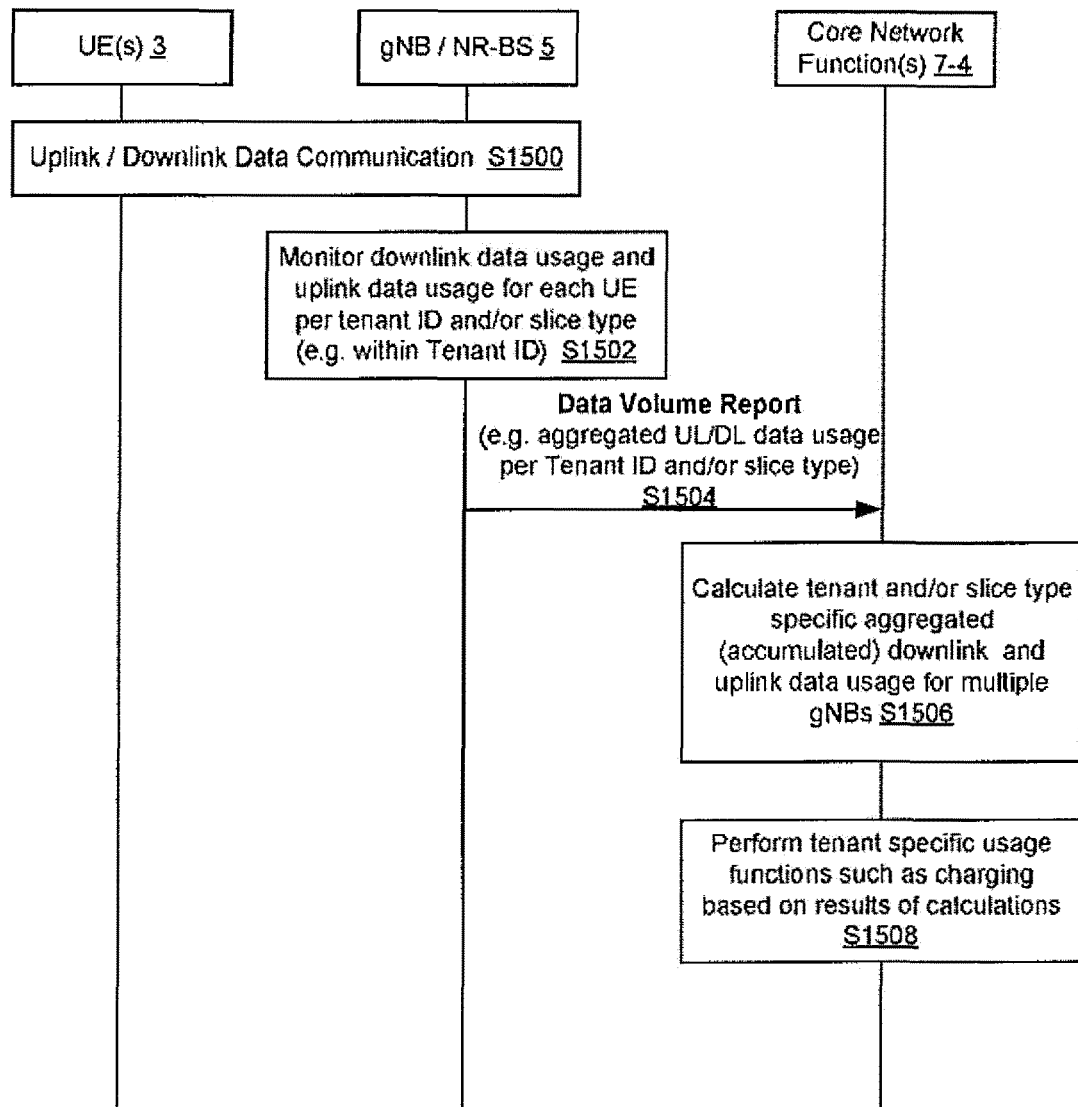 UE(s) 3
gNB / NR-BS 5
Core Network
Function(s) 7-4
Uplink / Downlink Data Communication S1500
Monitor downlink data usage and
uplink data usage for each UE
per tenant ID and/or slice type
(e.g. within Tenant ID) S1502
Data Volume Report
(e.g. aggregated UL/DL data usage
per Tenant ID and/or slice type)
S1504
Calculate tenant and/or slice type
specific aggregated
(accumulated) downlink and
uplink data usage for multiple
gNBs S1506
Perform tenant specific usage
functions such as charging
based on results of calculations
S1508